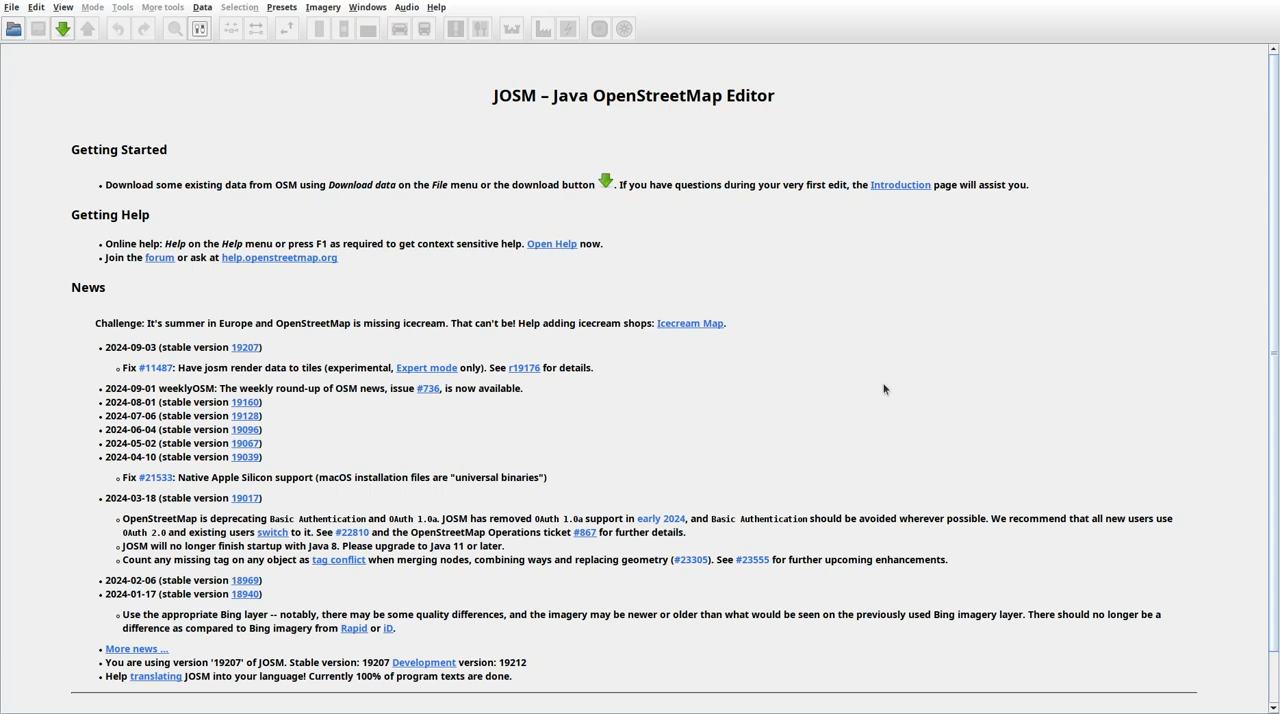 File Edit View Mode Tools More tools Data Selection Presets Imagery Windows Audio Help
JOSM – Java OpenStreetMap Editor
Getting Started
• Download some existing data from OSM using Download data on the File menu or the download button . If you have questions during your very first edit, the Introduction page will assist you.
Getting Help
• Online help: Help on the Help menu or press F1 as required to get context sensitive help. Open Help now.
• Join the forum or ask at help.openstreetmap.org
News
Challenge: It's summer in Europe and OpenStreetMap is missing icecream. That can't be! Help adding icecream shops: Icecream Map.
• 2024-09-03 (stable version 19207)
◦ Fix #11487: Have josm render data to tiles (experimental, Expert mode only). See r19176 for details.
• 2024-09-01 weeklyOSM: The weekly round-up of OSM news, issue #736, is now available.
• 2024-08-01 (stable version 19160)
• 2024-07-06 (stable version 19128)
• 2024-06-04 (stable version 19096)
• 2024-05-02 (stable version 19067)
• 2024-04-10 (stable version 19039)
◦ Fix #21533: Native Apple Silicon support (macOS installation files are "universal binaries")
• 2024-03-18 (stable version 19017)
◦ OpenStreetMap is deprecating Basic Authentication and OAuth 1.0a. JOSM has removed OAuth 1.0a support in early 2024, and Basic Authentication should be avoided wherever possible. We recommend that all new users use
OAuth 2.0 and existing users switch to it. See #22810 and the OpenStreetMap Operations ticket #867 for further details.
◦ JOSM will no longer finish startup with Java 8. Please upgrade to Java 11 or later.
◦ Count any missing tag on any object as tag conflict when merging nodes, combining ways and replacing geometry (#23305). See #23555 for further upcoming enhancements.
• 2024-02-06 (stable version 18969)
• 2024-01-17 (stable version 18940)
◦ Use the appropriate Bing layer -- notably, there may be some quality differences, and the imagery may be newer or older than what would be seen on the previously used Bing imagery layer. There should no longer be a
difference as compared to Bing imagery from Rapid or iD.
• More news ...
• You are using version '19207' of JOSM. Stable version: 19207 Development version: 19212
• Help translating JOSM into your language! Currently 100% of program texts are done.